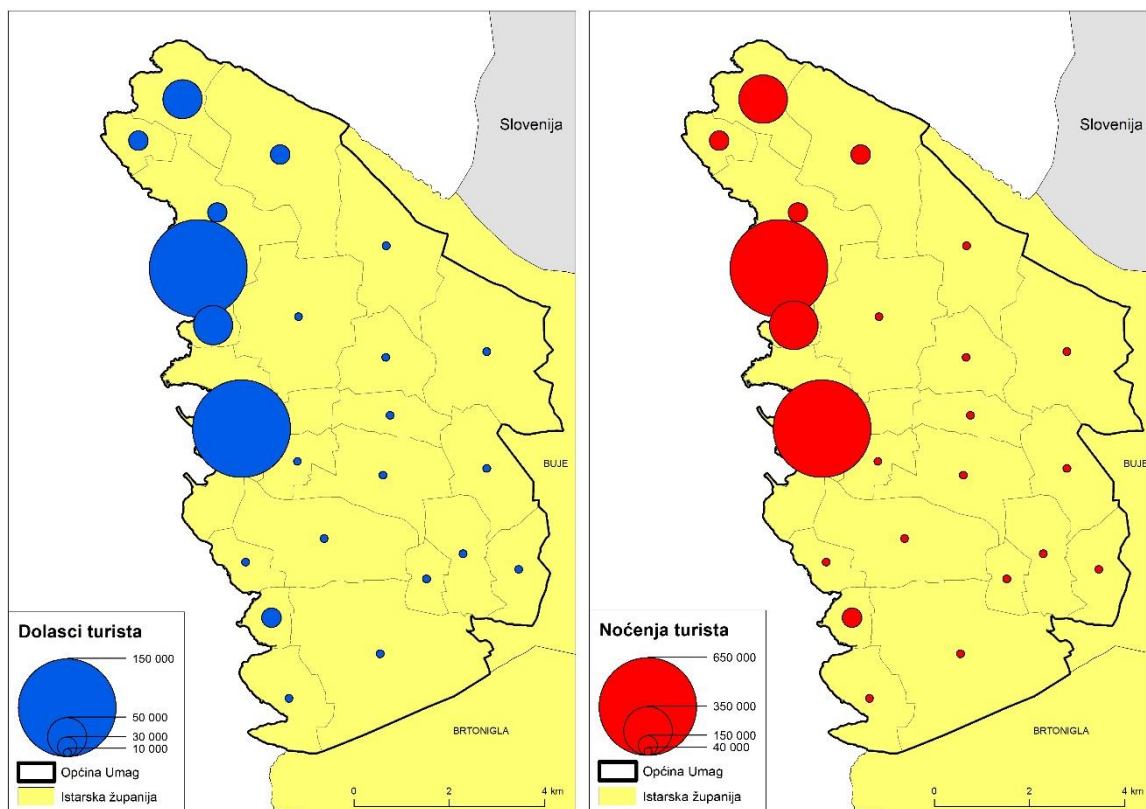 Slovenija
BUJE
BRTONIGLA
Dolasci turista
150 000
50 000
30 000
10 000
Općina Umag
Istarska županija
0 2 4 km
Slovenija
BUJE
BRTONIGLA
Noćenja turista
650 000
350 000
150 000
40 000
Općina Umag
Istarska županija
0 2 4 km